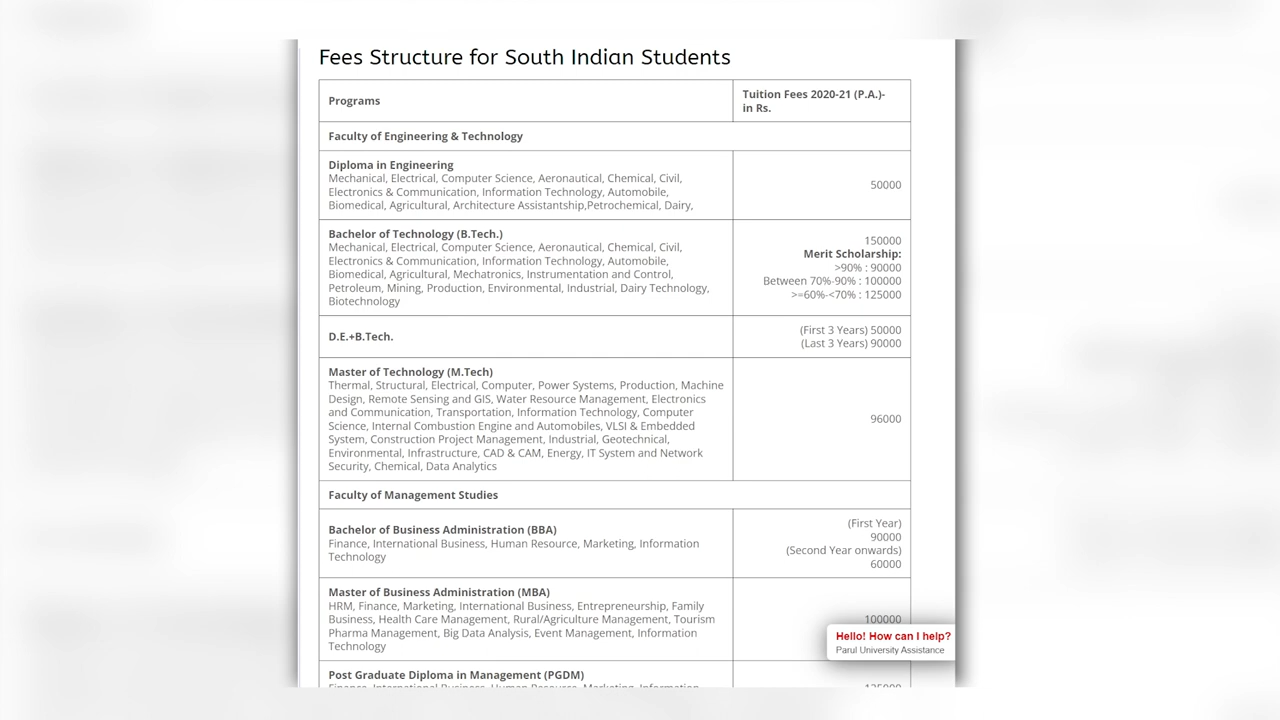 Fees Structure for South Indian Students
Programs
Tuition Fees 2020-21 (P.A.)-
in Rs.
Faculty of Engineering & Technology
Diploma in Engineering
Mechanical, Electrical, Computer Science, Aeronautical, Chemical, Civil,
Electronics & Communication, Information Technology, Automobile,
Biomedical, Agricultural, Architecture Assistantship,Petrochemical, Dairy,
50000
Bachelor of Technology (B.Tech.)
Mechanical, Electrical, Computer Science, Aeronautical, Chemical, Civil,
Electronics & Communication, Information Technology, Automobile,
Biomedical, Agricultural, Mechatronics, Instrumentation and Control,
Petroleum, Mining, Production, Environmental, Industrial, Dairy Technology,
Biotechnology
150000
Merit Scholarship:
>90% : 90000
Between 70%-90% : 100000
>=60%-<70% : 125000
D.E.+B.Tech.
(First 3 Years) 50000
(Last 3 Years) 90000
Master of Technology (M.Tech)
Thermal, Structural, Electrical, Computer, Power Systems, Production, Machine
Design, Remote Sensing and GIS, Water Resource Management, Electronics
and Communication, Transportation, Information Technology, Computer
Science, Internal Combustion Engine and Automobiles, VLSI & Embedded
System, Construction Project Management, Industrial, Geotechnical,
Environmental, Infrastructure, CAD & CAM, Energy, IT System and Network
Security, Chemical, Data Analytics
96000
Faculty of Management Studies
Bachelor of Business Administration (BBA)
Finance, International Business, Human Resource, Marketing, Information
Technology
(First Year)
90000
(Second Year onwards)
60000
Master of Business Administration (MBA)
HRM, Finance, Marketing, International Business, Entrepreneurship, Family
Business, Health Care Management, Rural/Agriculture Management, Tourism
Pharma Management, Big Data Analysis, Event Management, Information
Technology
100000
Hello! How can I help?
Parul University Assistance
Post Graduate Diploma in Management (PGDM)